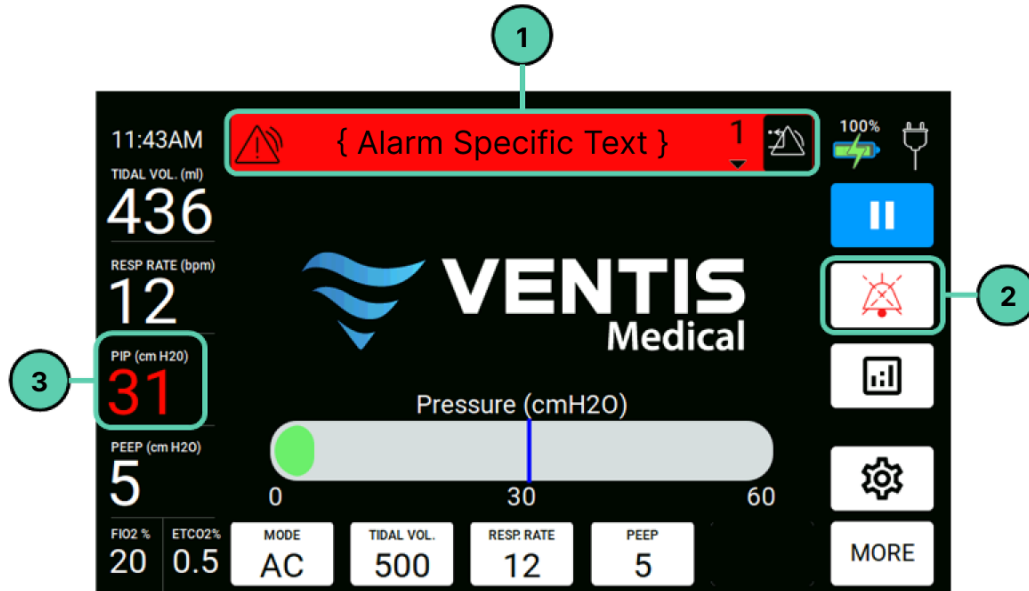 1
11:43AM
{ Alarm Specific Text }
1
100%
TIDAL VOL. (ml)
436
RESP RATE (bpm)
12
VENTIS
Medical
2
PIP (cm H20)
31
3
Pressure (cmH2O)
PEEP (cm H20)
5
0
30
60
FIO2 %
20
ETCO2%
0.5
MODE
AC
TIDAL VOL.
500
RESP. RATE
12
PEEP
5
MORE